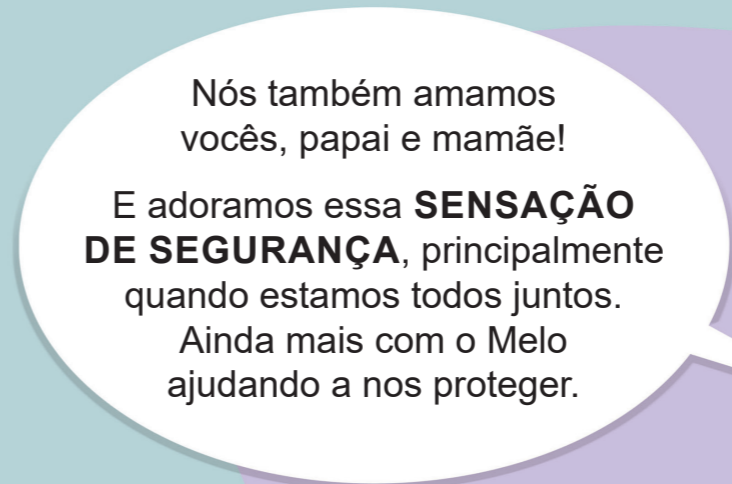 Nós também amamos
vocês, papai e mamãe!
E adoramos essa SENSAÇÃO
DE SEGURANÇA, principalmente
quando estamos todos juntos.
Ainda mais com o Melo
ajudando a nos proteger.